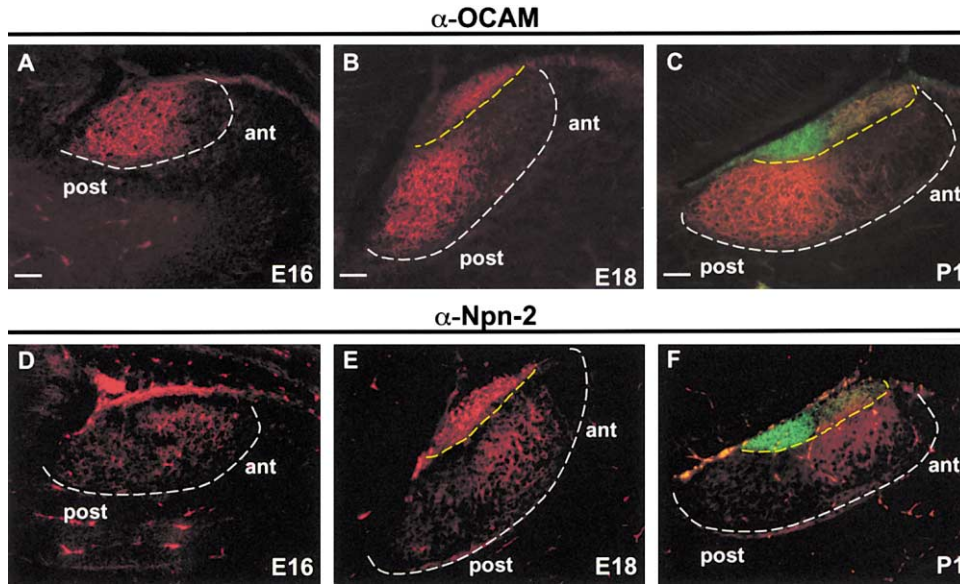 α-OCAM
A
ant
post
E16
B
ant
post
E18
C
ant
post
P1
α-Npn-2
D
ant
post
E16
E
ant
post
E18
F
ant
post
P1